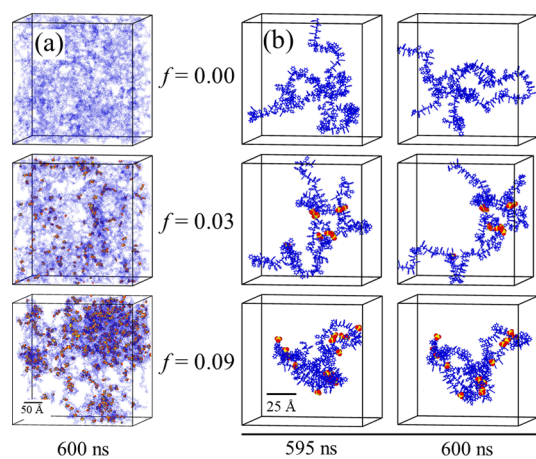 (a)
(b)
f = 0.00
f = 0.03
f = 0.09
50 Å
25 Å
600 ns
595 ns
600 ns